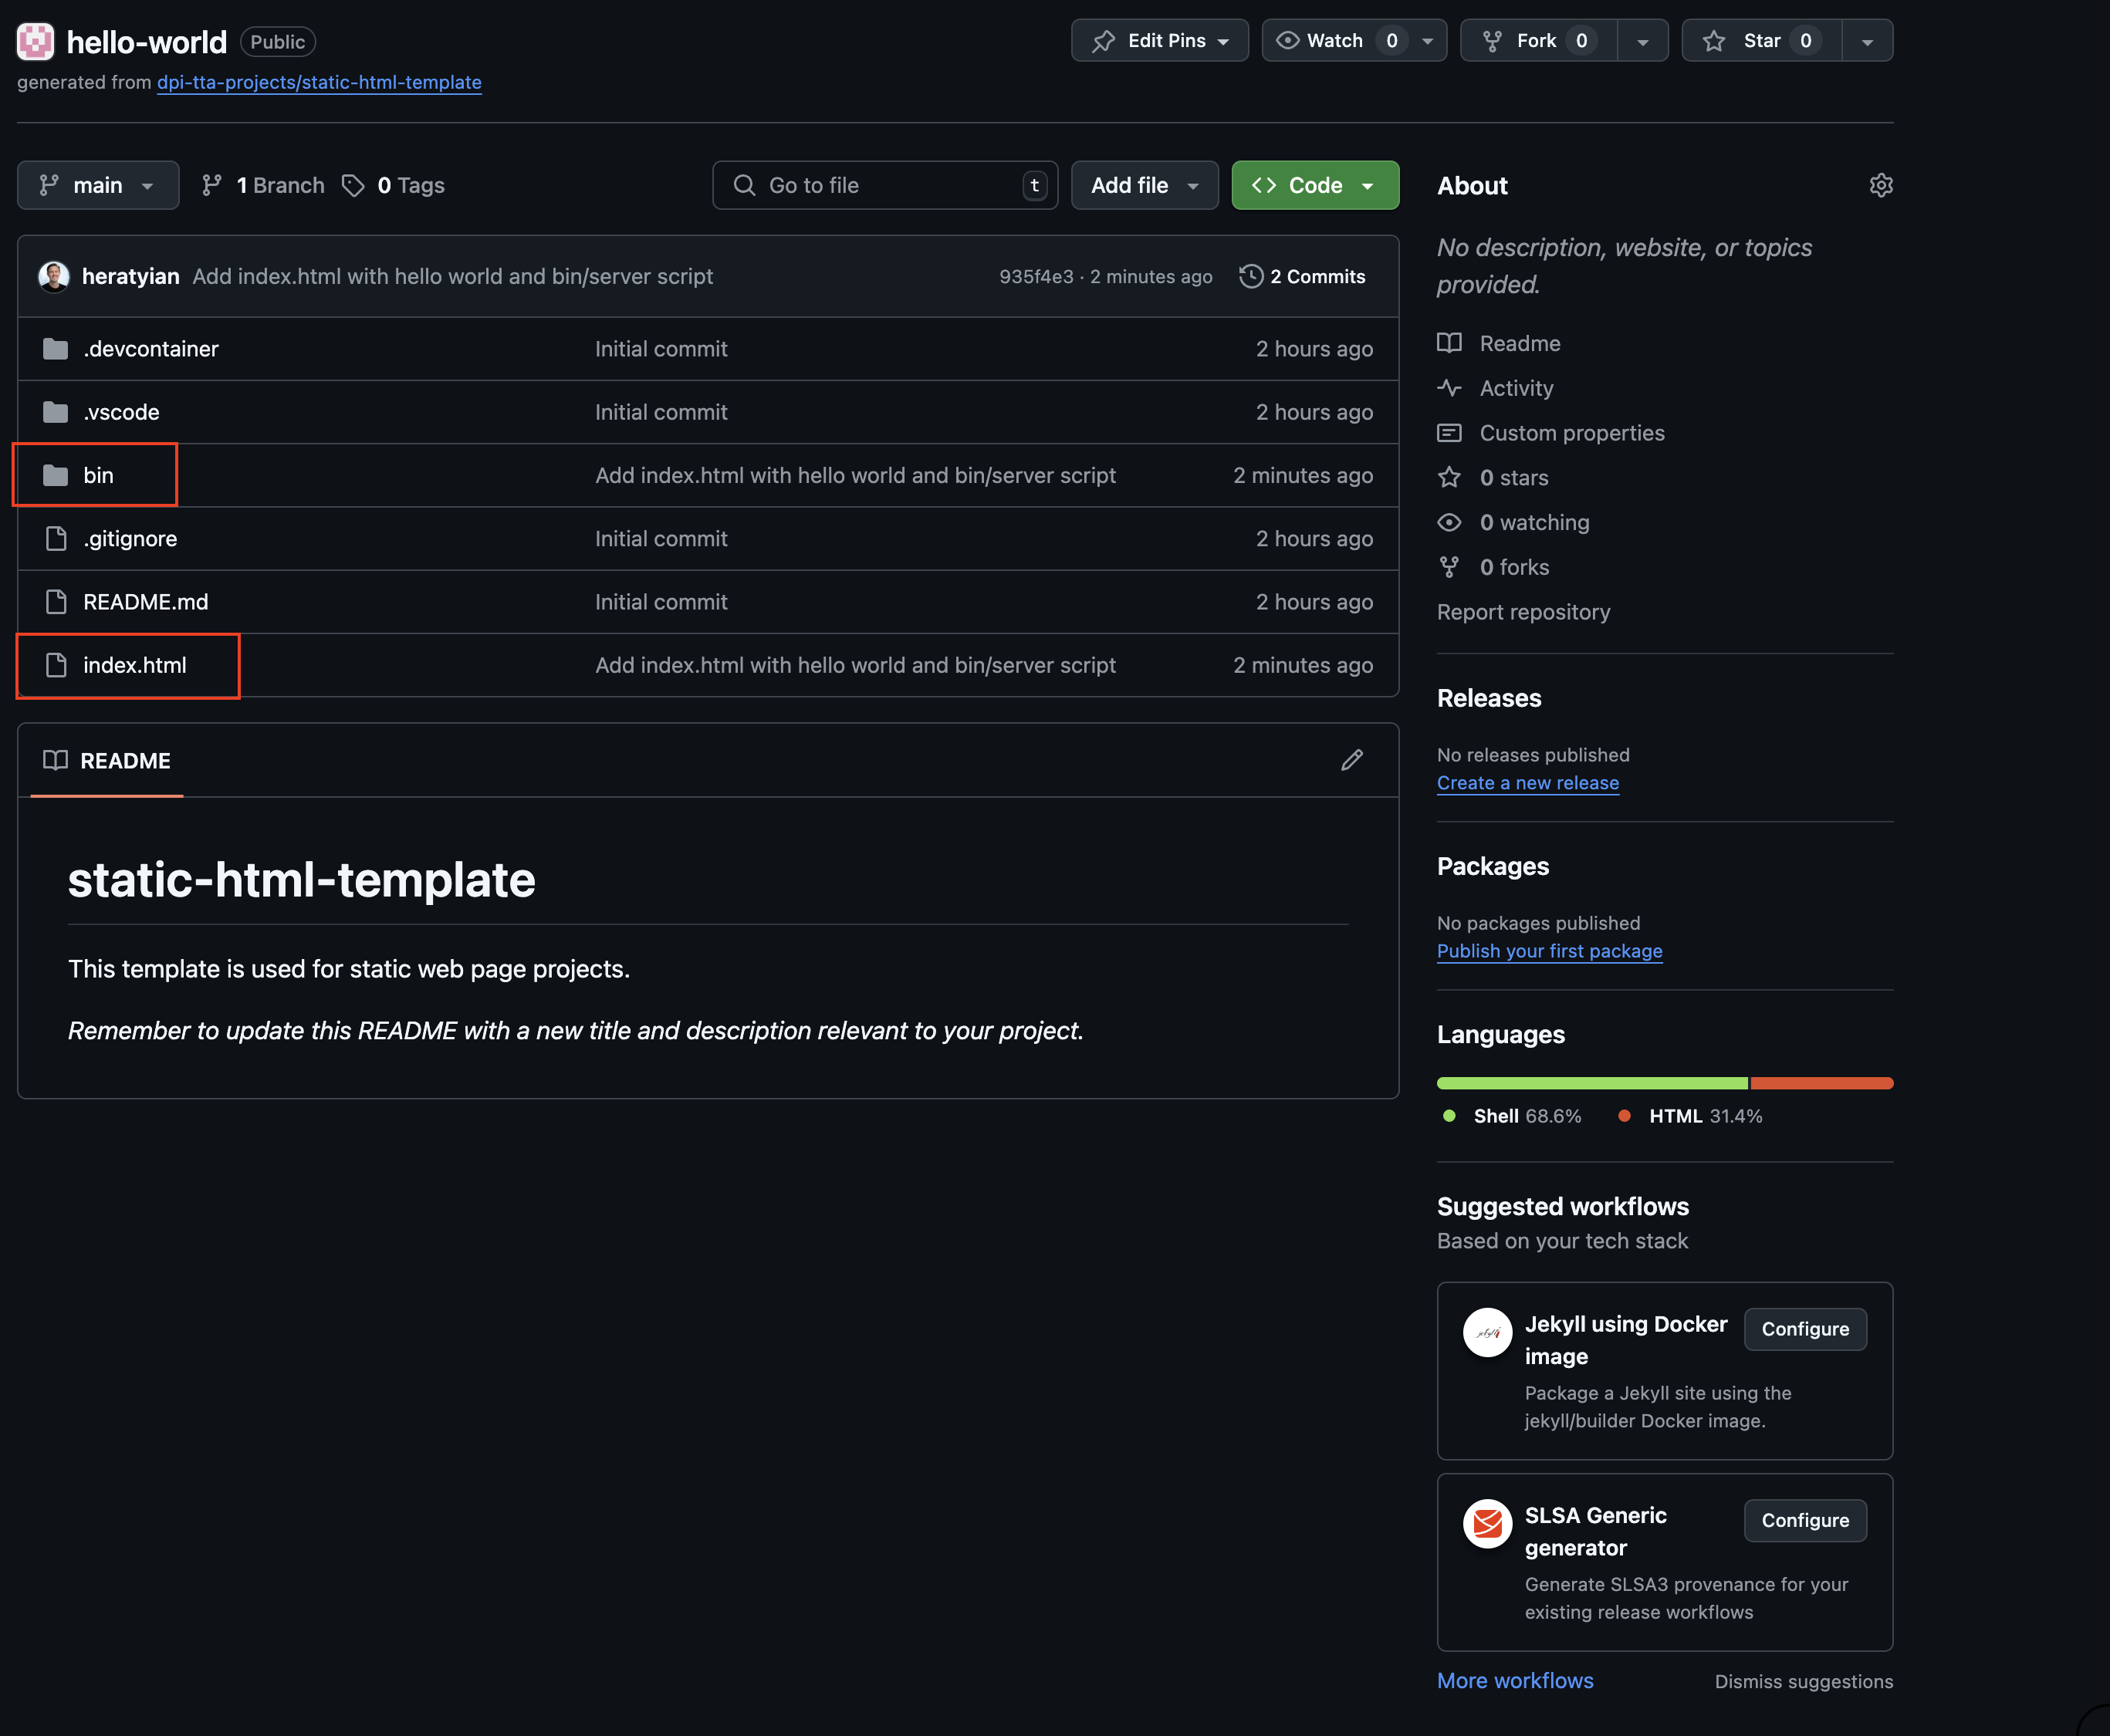 hello-world Public
Edit Pins
Watch 0
Fork 0
Star 0
generated from dpi-tta-projects/static-html-template
main
1 Branch
0 Tags
Go to file
t
Add file
Code
heratyian Add index.html with hello world and bin/server script 935f4e3 · 2 minutes ago 2 Commits
.devcontainer Initial commit 2 hours ago
.vscode Initial commit 2 hours ago
bin Add index.html with hello world and bin/server script 2 minutes ago
.gitignore Initial commit 2 hours ago
README.md Initial commit 2 hours ago
index.html Add index.html with hello world and bin/server script 2 minutes ago
README
static-html-template
This template is used for static web page projects.
Remember to update this README with a new title and description relevant to your project.
About
No description, website, or topics
provided.
Readme
Activity
Custom properties
0 stars
0 watching
0 forks
Report repository
Releases
No releases published
Create a new release
Packages
No packages published
Publish your first package
Languages
Shell 68.6% HTML 31.4%
Suggested workflows
Based on your tech stack
jekyll
Jekyll using Docker
image
Configure
Package a Jekyll site using the
jekyll/builder Docker image.
SLSA Generic
generator
Configure
Generate SLSA3 provenance for your
existing release workflows
More workflows
Dismiss suggestions